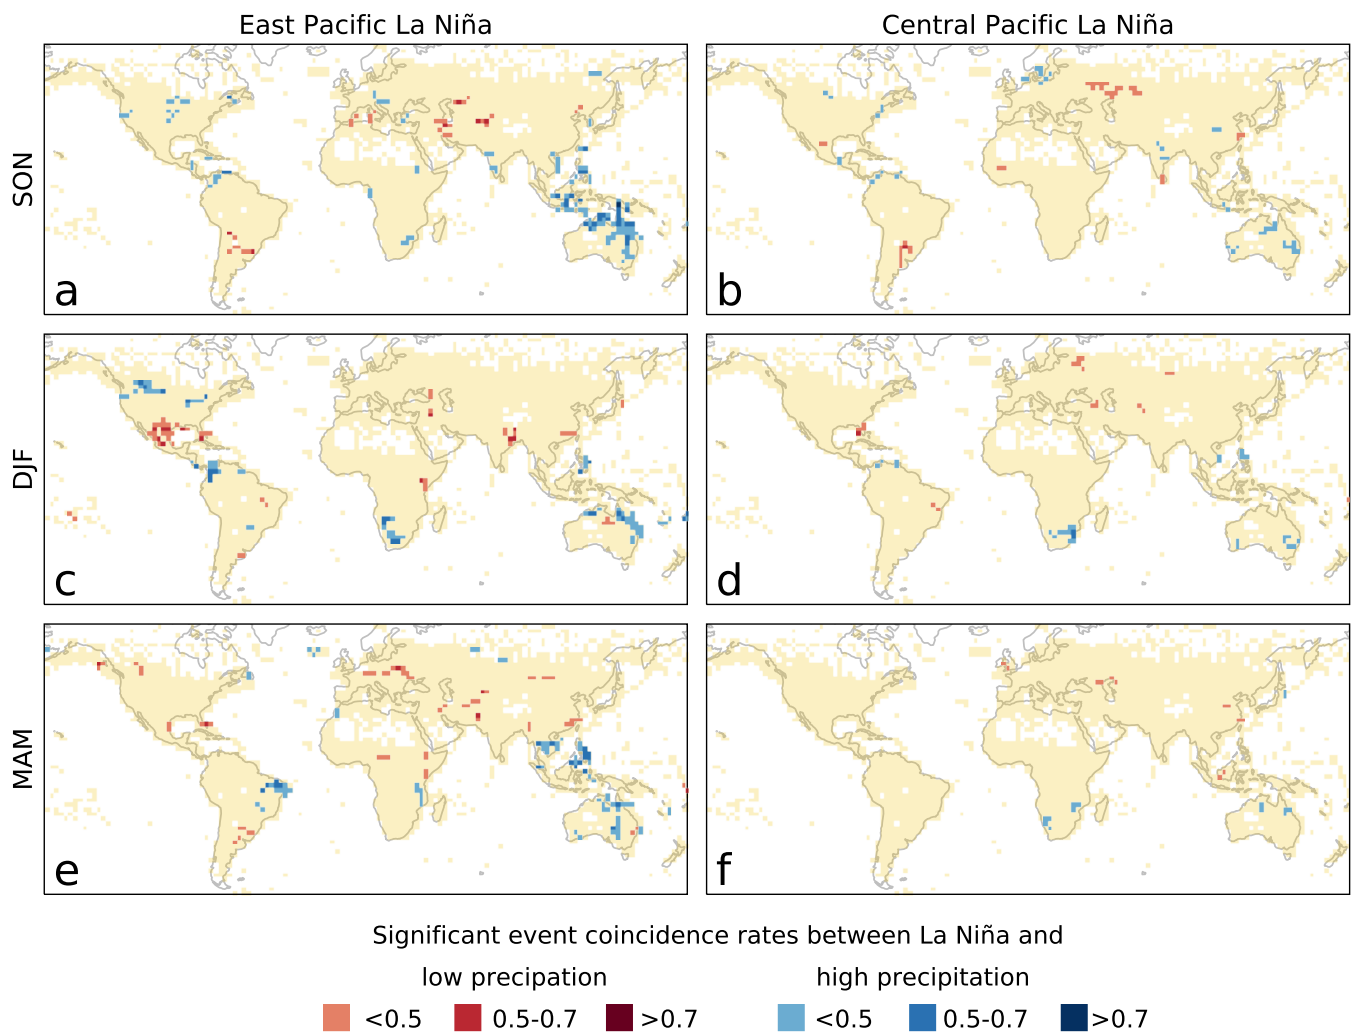 East Pacific La Niña
Central Pacific La Niña
SON
a
b
DJF
c
d
MAM
e
f
Significant event coincidence rates between La Niña and
low precipation
high precipitation
<0.5
0.5-0.7
>0.7
<0.5
0.5-0.7
>0.7